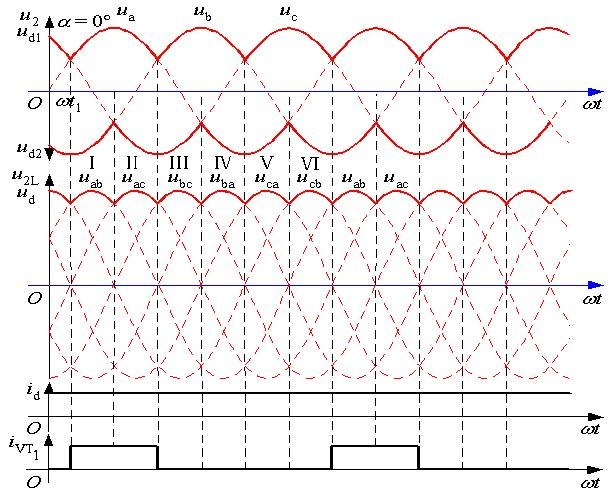 u2 α=0° ua ub uc
ud1
O ωt1 ωt
ud2 I II III IV V VI
u2L uab uac ubc uba uca ucb uab uac
ud
O ωt
id
O ωt
iVT1
O ωt